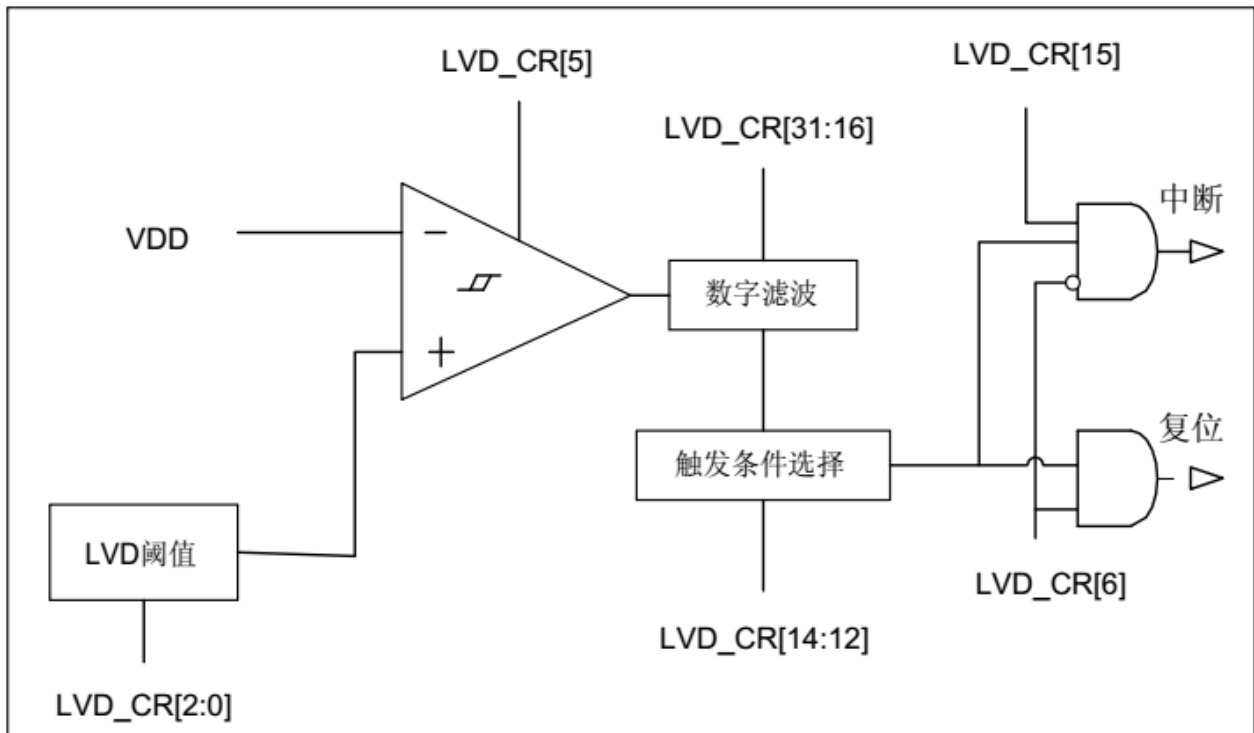 LVD_CR[5]
LVD_CR[15]
LVD_CR[31:16]
中断
VDD
−
数字滤波
+
触发条件选择
复位
LVD阈值
LVD_CR[6]
LVD_CR[14:12]
LVD_CR[2:0]